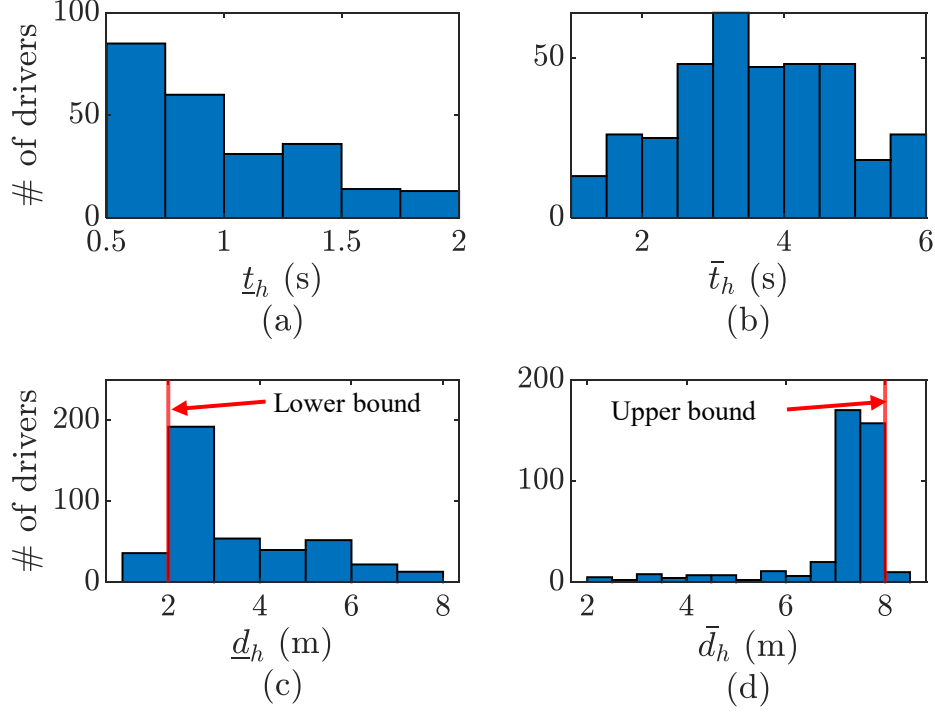 100
50
0
# of drivers
0.5 1 1.5 2
t̲_h (s)
(a)
50
0
2 4 6
t̄_h (s)
(b)
200
100
0
# of drivers
Lower bound
2 4 6 8
d̲_h (m)
(c)
200
100
0
Upper bound
2 4 6 8
d̄_h (m)
(d)